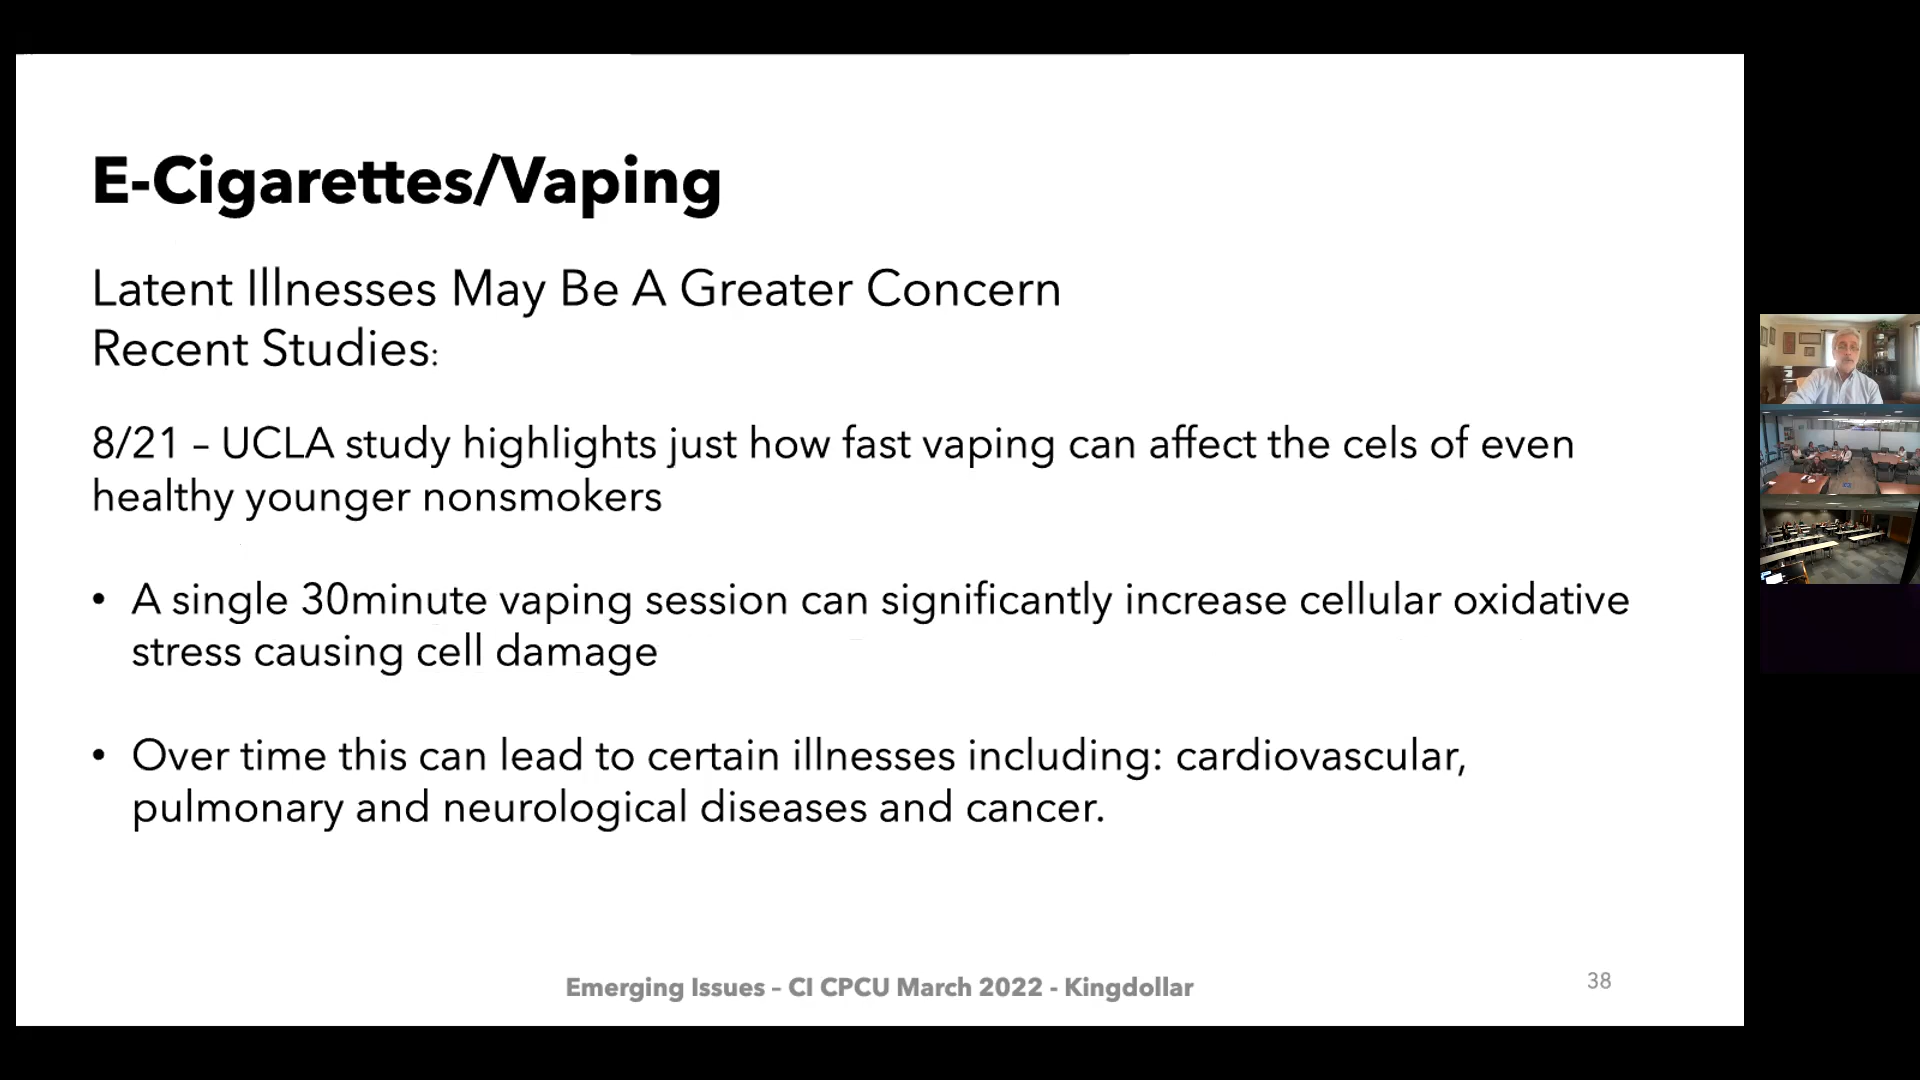 E-Cigarettes/Vaping
Latent Illnesses May Be A Greater Concern
Recent Studies:
8/21 – UCLA study highlights just how fast vaping can affect the cels of even
healthy younger nonsmokers
• A single 30minute vaping session can significantly increase cellular oxidative
stress causing cell damage
• Over time this can lead to certain illnesses including: cardiovascular,
pulmonary and neurological diseases and cancer.
Emerging Issues – CI CPCU March 2022 - Kingdollar
38